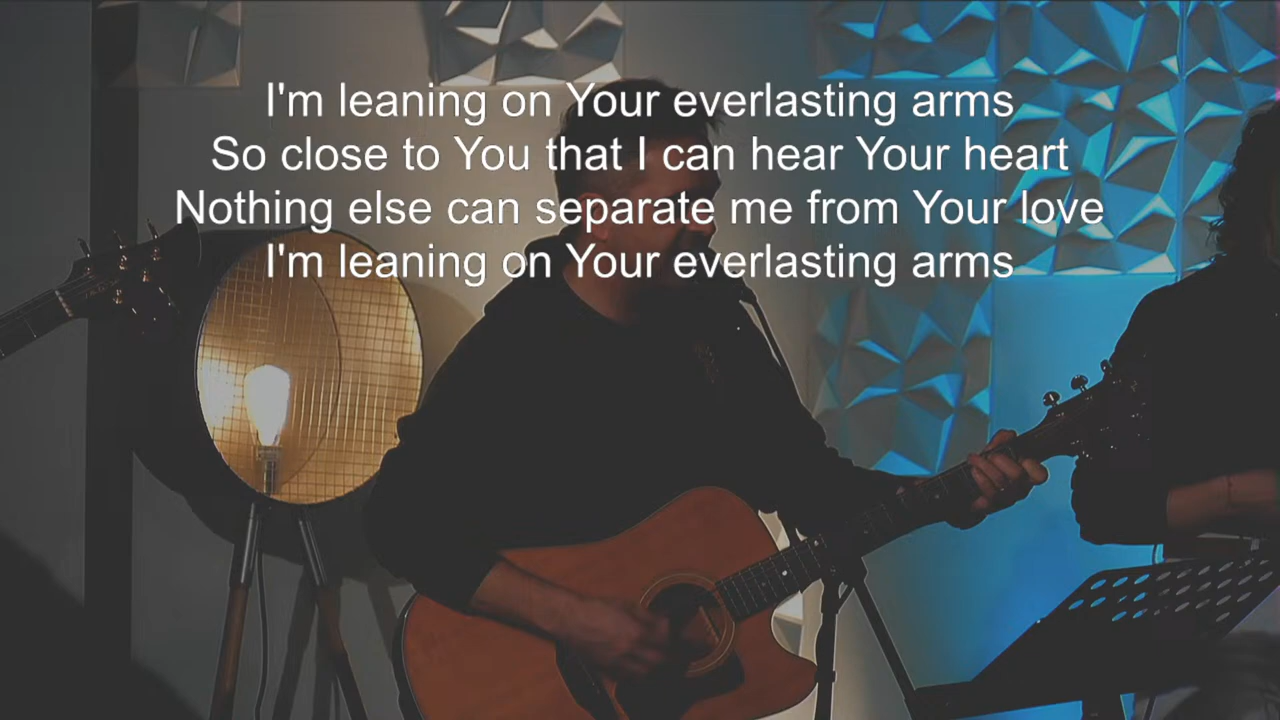 I'm leaning on Your everlasting arms
So close to You that I can hear Your heart
Nothing else can separate me from Your love
I'm leaning on Your everlasting arms